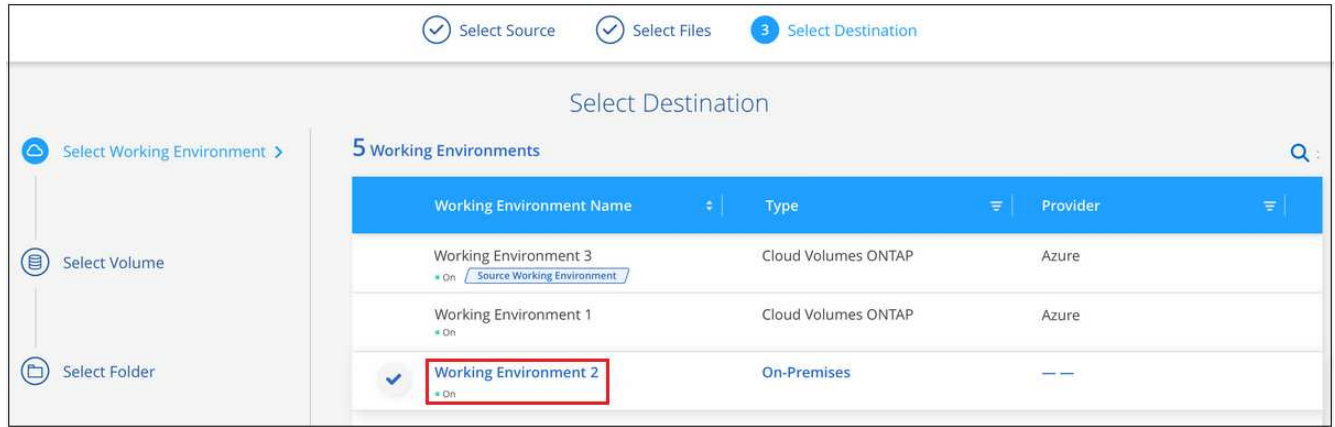 Select Source Select Files 3 Select Destination
Select Destination
Select Working Environment >
5 Working Environments
Working Environment Name Type Provider
Working Environment 3 Cloud Volumes ONTAP Azure
On Source Working Environment
Select Volume
Working Environment 1 Cloud Volumes ONTAP Azure
On
Select Folder
Working Environment 2 On-Premises — —
On